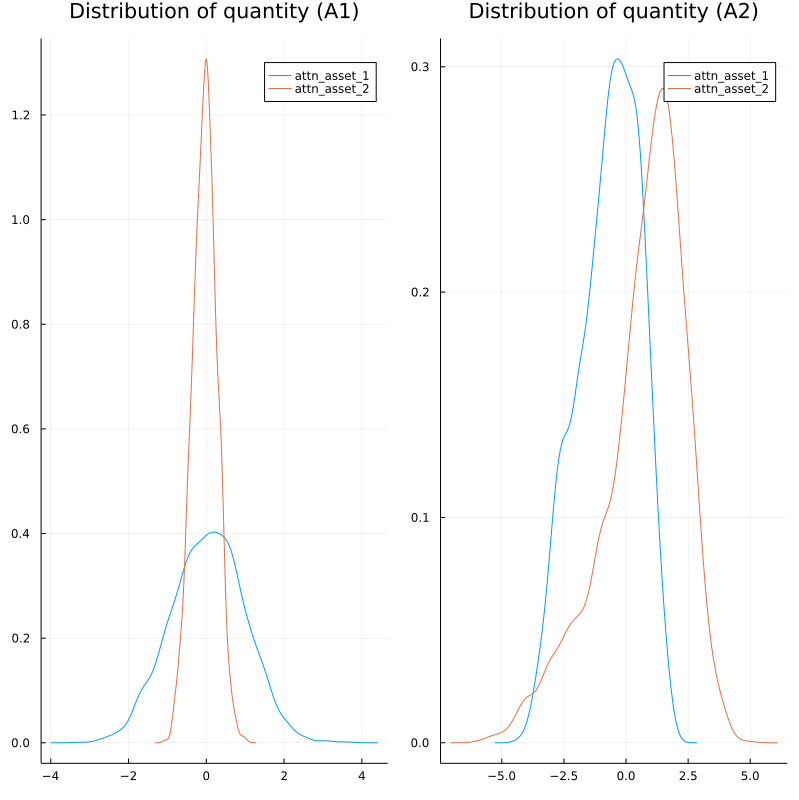 Distribution of quantity (A1)
attn_asset_1
attn_asset_2
1.2
1.0
0.8
0.6
0.4
0.2
0.0
−4 −2 0 2 4
Distribution of quantity (A2)
attn_asset_1
attn_asset_2
0.3
0.2
0.1
0.0
−5.0 −2.5 0.0 2.5 5.0